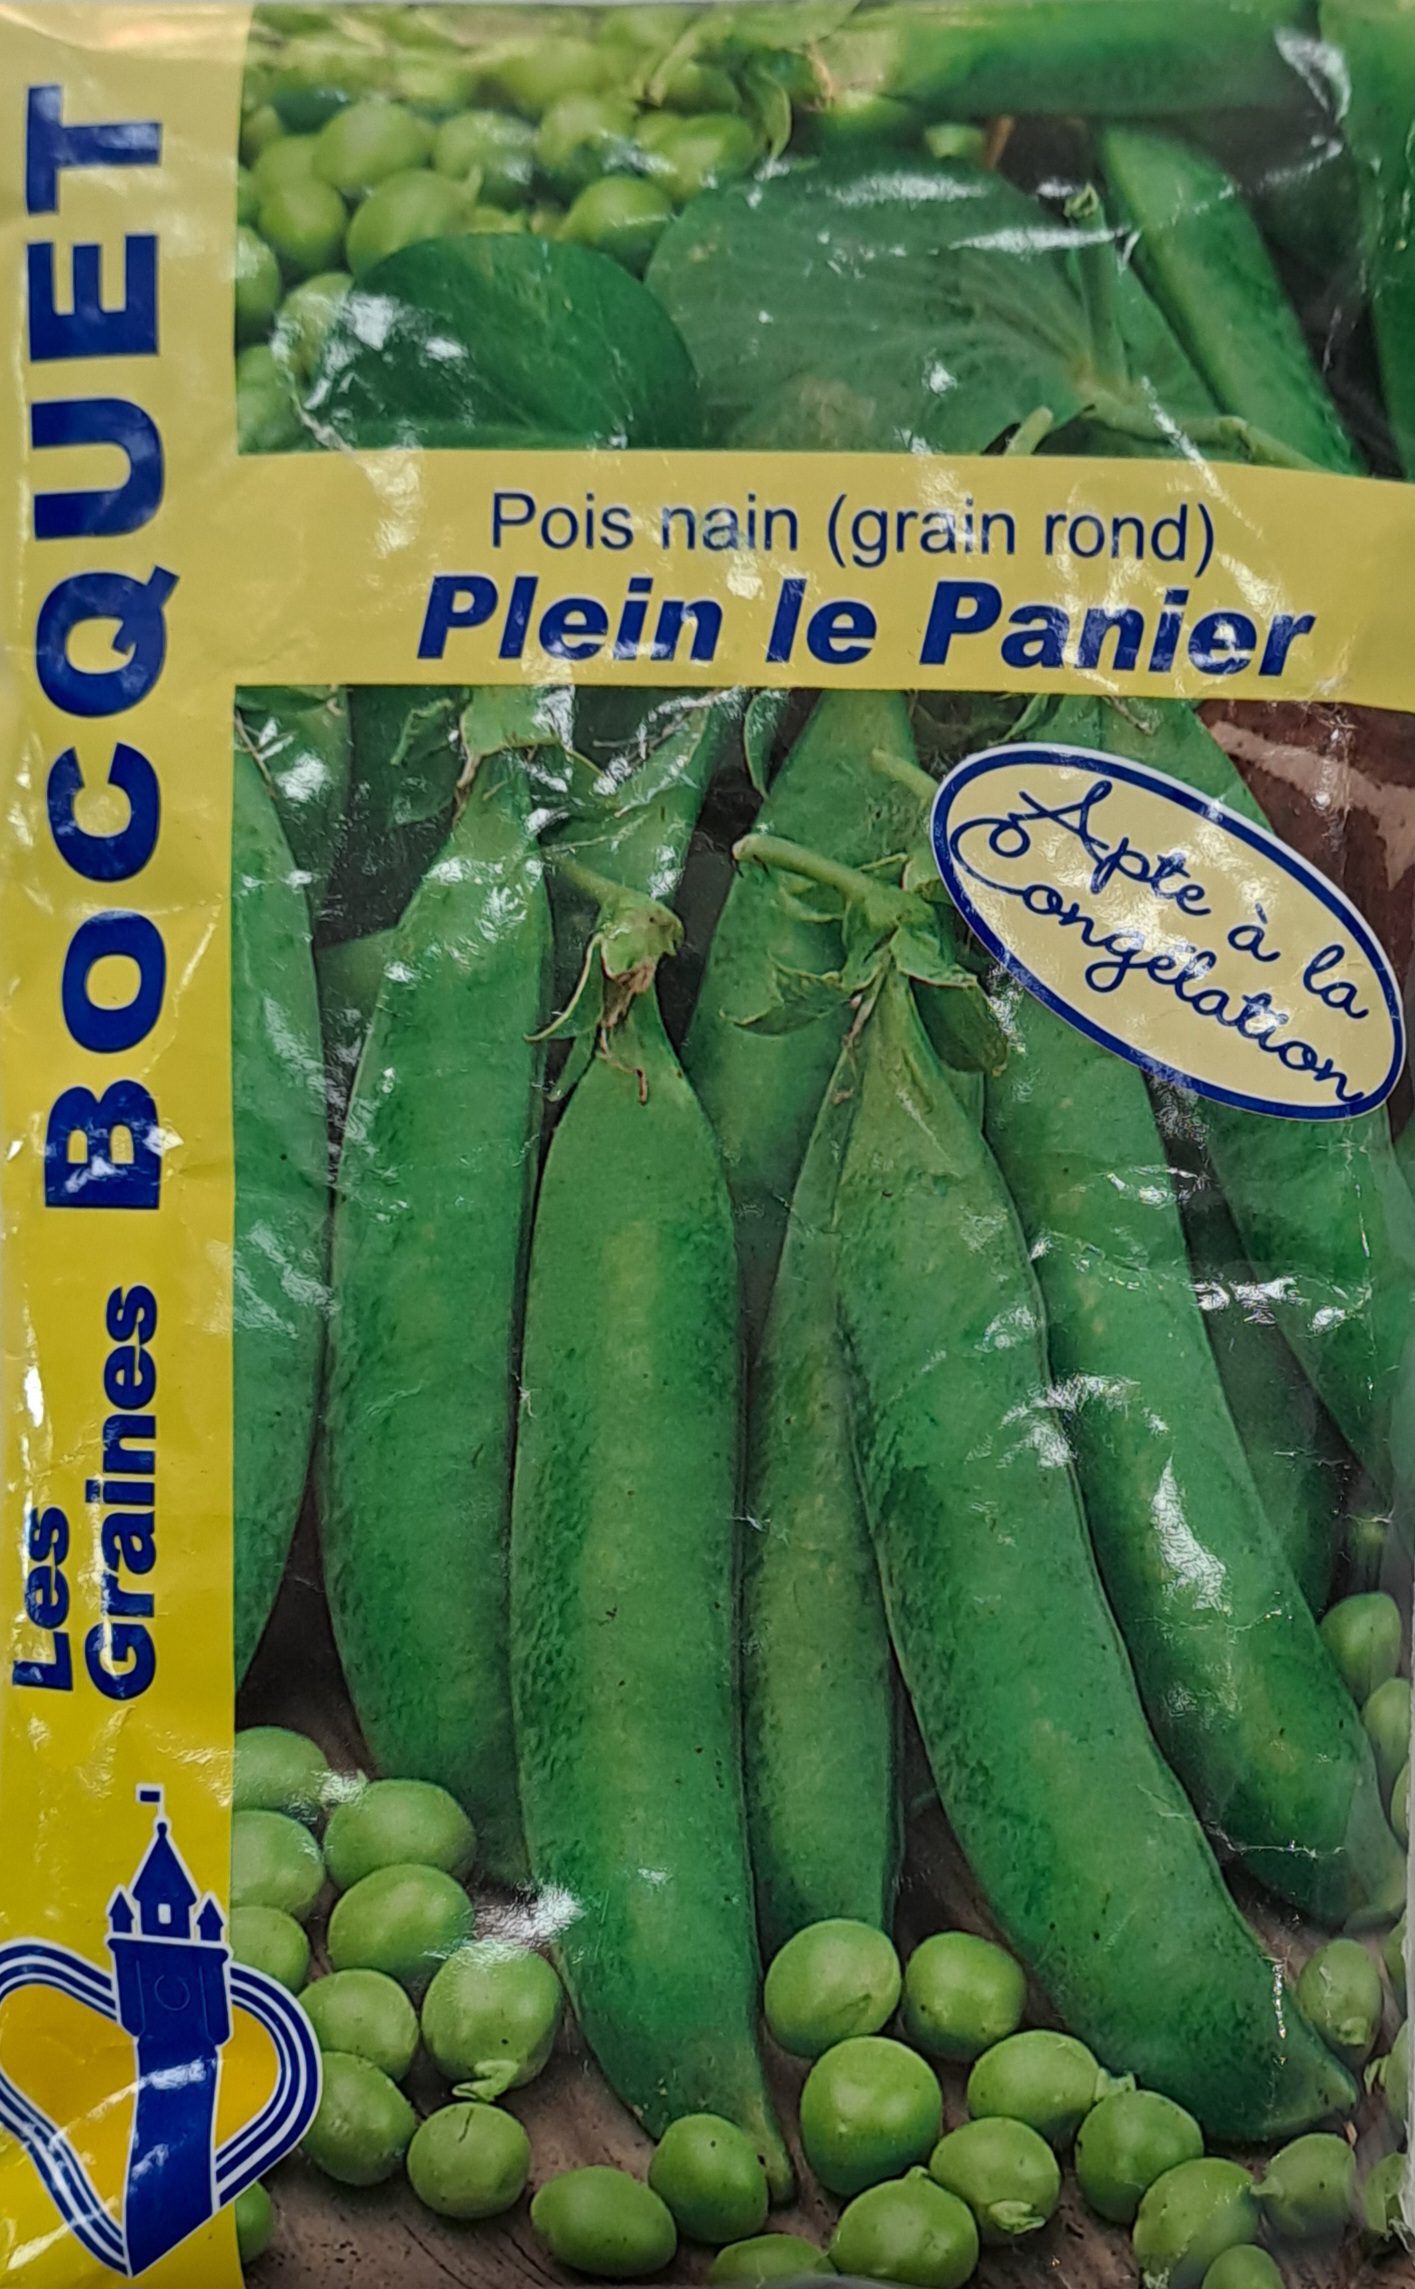 Les
Graines BOCQUET
Pois nain (grain rond)
Plein le Panier
Apte à la
Congélation